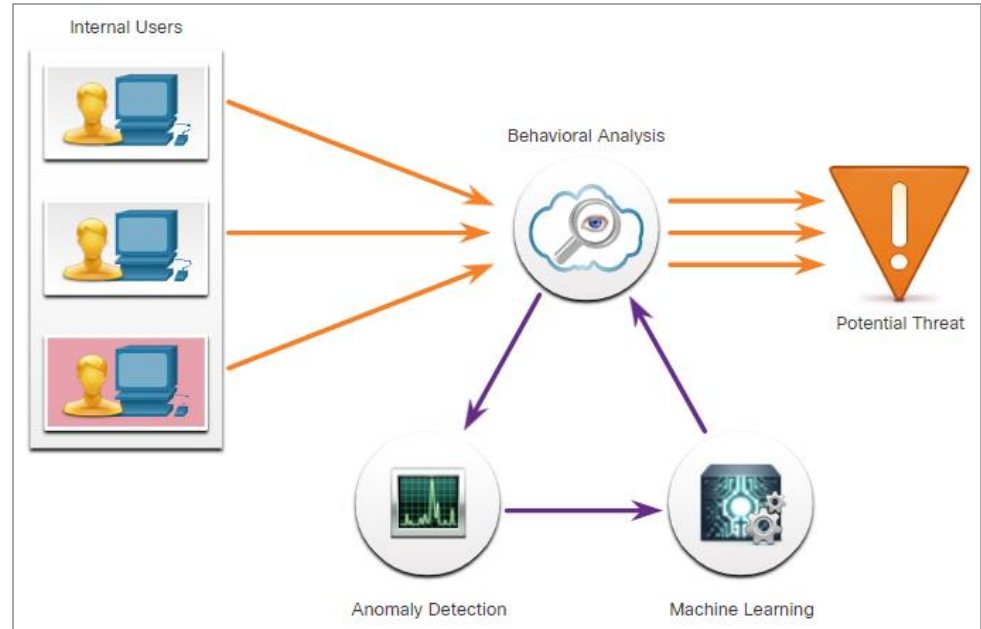 Internal Users
Behavioral Analysis
Potential Threat
Anomaly Detection
Machine Learning